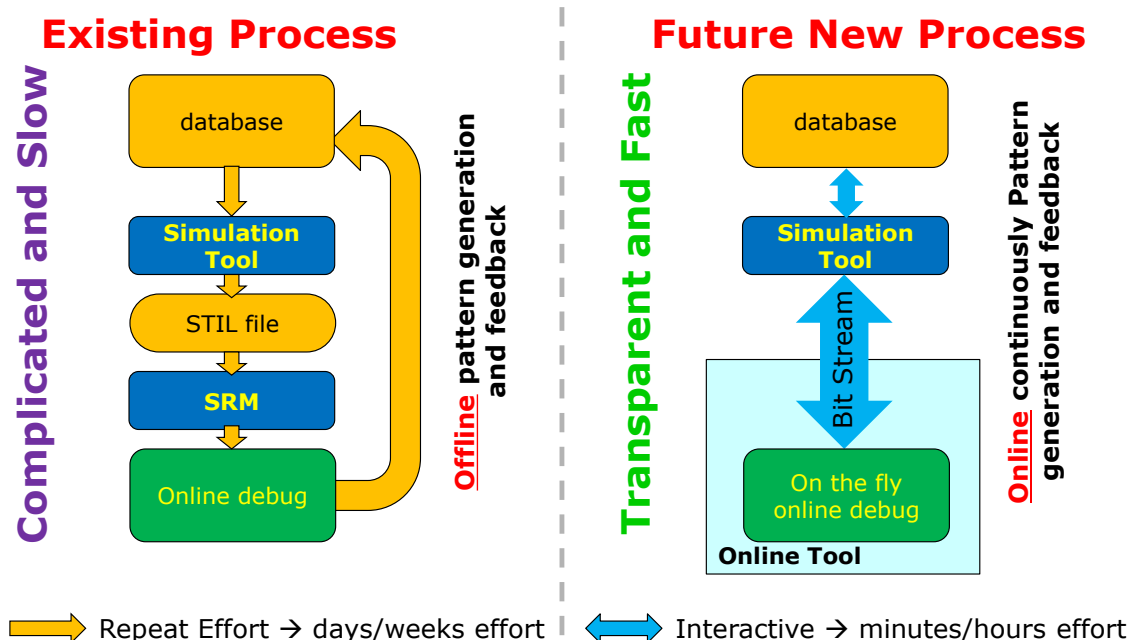 Existing Process
Complicated and Slow
database
Simulation
Tool
STIL file
SRM
Online debug
Offline pattern generation
and feedback
Future New Process
Transparent and Fast
database
Simulation
Tool
Bit Stream
On the fly
online debug
Online Tool
Online continuously Pattern
generation and feedback
Repeat Effort → days/weeks effort
Interactive → minutes/hours effort